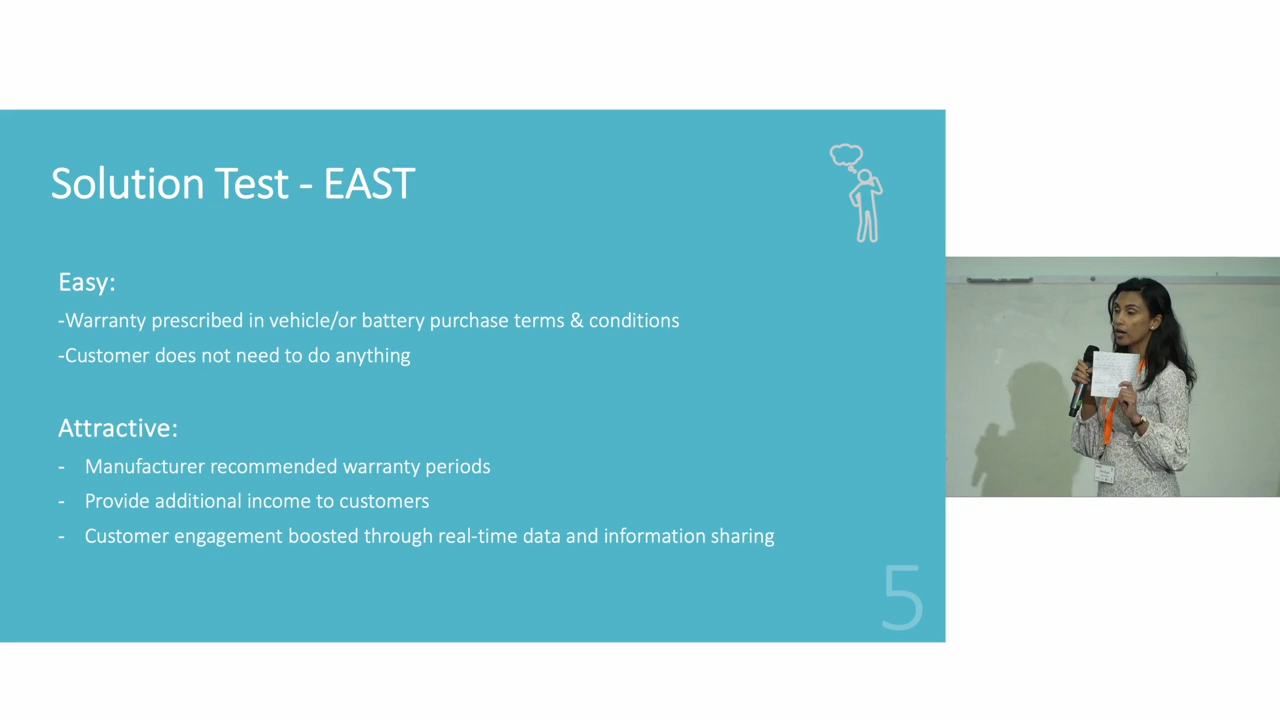 Solution Test - EAST
Easy:
-Warranty prescribed in vehicle/or battery purchase terms & conditions
-Customer does not need to do anything
Attractive:
- Manufacturer recommended warranty periods
- Provide additional income to customers
- Customer engagement boosted through real-time data and information sharing
5